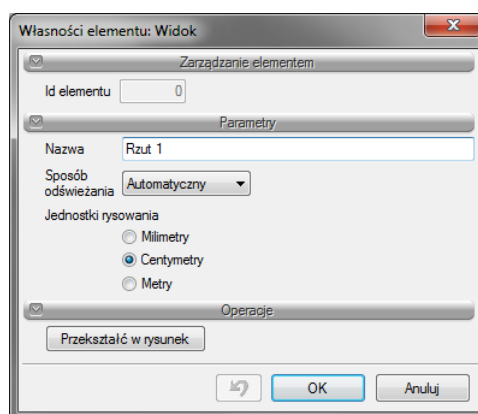 Własności elementu: Widok
Zarządzanie elementem
Id elementu 0
Parametry
Nazwa Rzut 1
Sposób
odświeżania Automatyczny
Jednostki rysowania
Milimetry
Centymetry
Metry
Operacje
Przekształć w rysunek
OK Anuluj